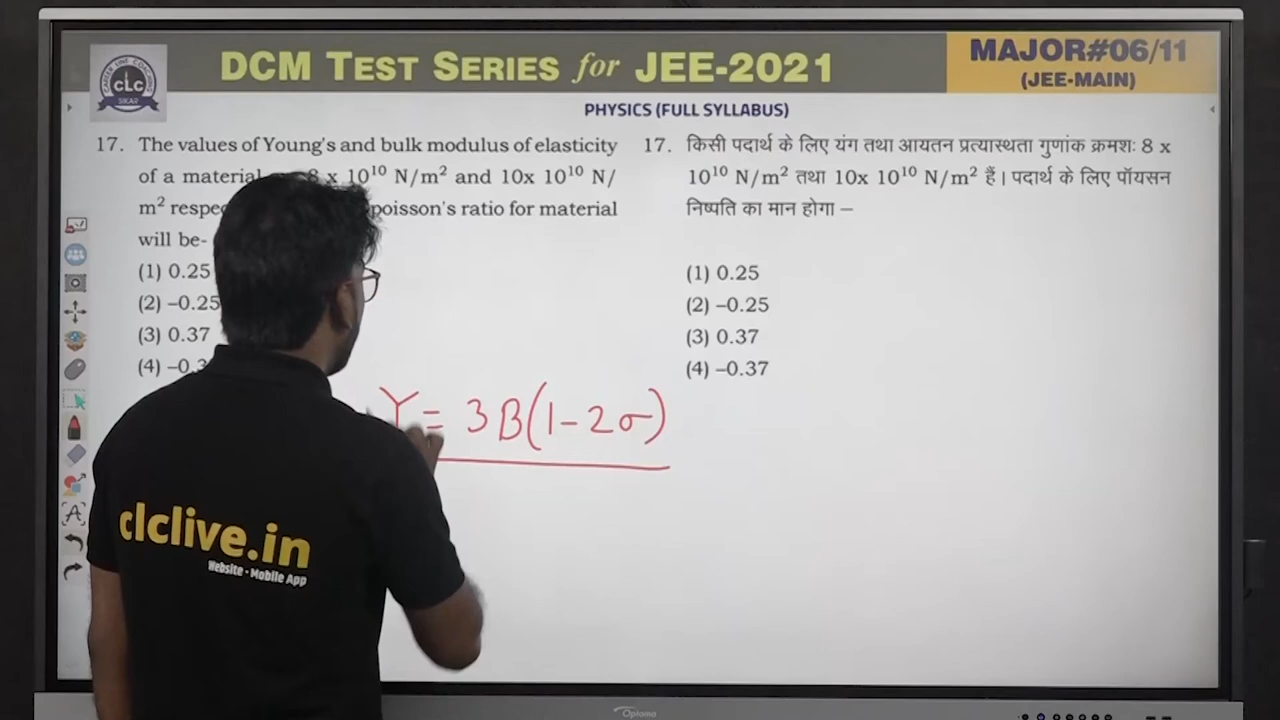 DCM TEST SERIES for JEE-2021
MAJOR#06/11
(JEE-MAIN)
CLC
SIKAR
PHYSICS (FULL SYLLABUS)
17. The values of Young's and bulk modulus of elasticity
of a material 8 x 10¹⁰ N/m² and 10x 10¹⁰ N/
m² poisson's ratio for material
will be-
(1) 0.25
(2) –0.25
(3) 0.37
(4)
17. किसी पदार्थ के लिए यंग तथा आयतन प्रत्यास्थता गुणांक क्रमशः 8 x
10¹⁰ N/m² तथा 10x 10¹⁰ N/m² हैं। पदार्थ के लिए पॉयसन
निष्पति का मान होगा –
(1) 0.25
(2) –0.25
(3) 0.37
(4) –0.37
Y = 3B(1-2σ)
clclive.in
Website - Mobile App
Optoma